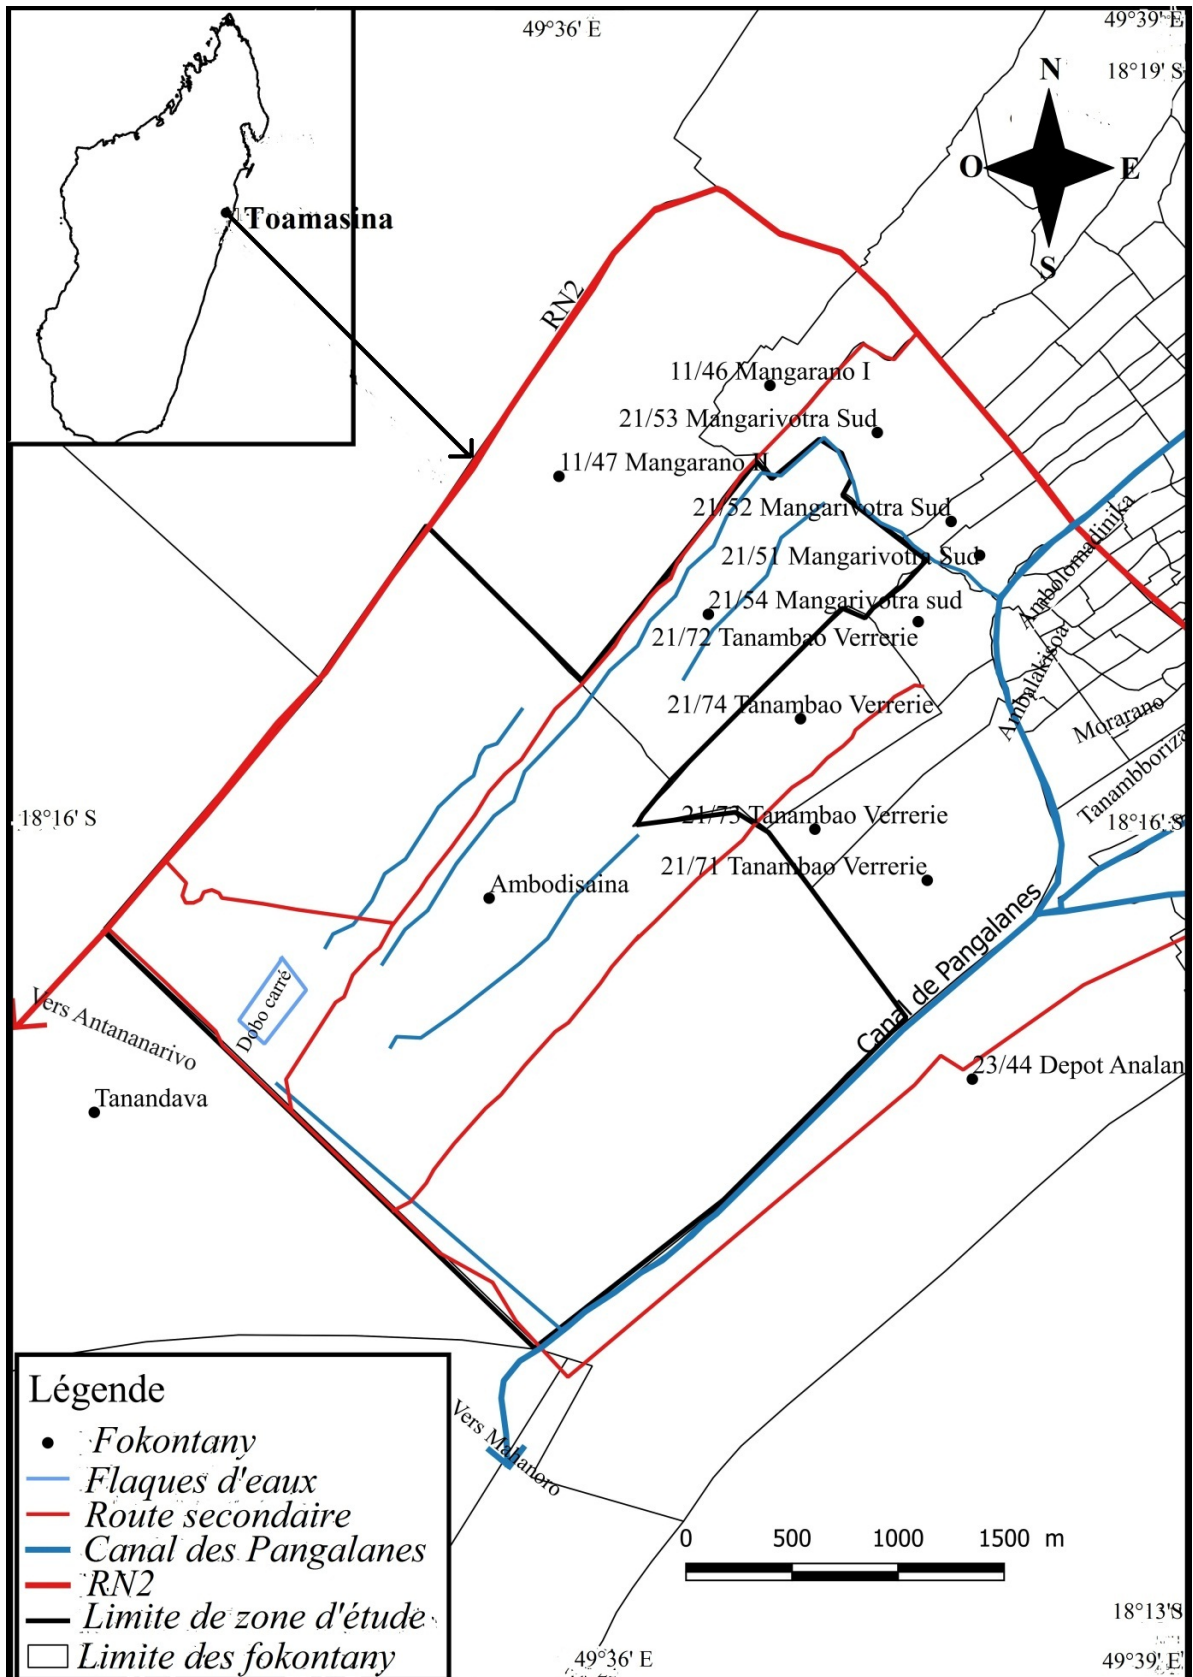 49°36' E
49°39' E
18°19' S
N
O
E
S
Toamasina
RN2
11/46 Mangarano I
21/53 Mangarivotra Sud
11/47 Mangarano II
21/52 Mangarivotra Sud
21/51 Mangarivotra Sud
21/54 Mangarivotra sud
21/72 Tanambao Verrerie
21/74 Tanambao Verrerie
Ambolomadinika
Ambalakisoa
Morarano
Tanambboriza
18°16' S
18°16' S
21/73 Tanambao Verrerie
21/71 Tanambao Verrerie
Ambodisaina
Canal de Pangalanes
Dobo carré
Vers Antananarivo
Tanandava
23/44 Depot Analan
Vers Mahanoro
Légende
Fokontany
Flaques d'eaux
Route secondaire
Canal des Pangalanes
RN2
Limite de zone d'étude
Limite des fokontany
0 500 1000 1500 m
18°13'S
49°36' E
49°39' E